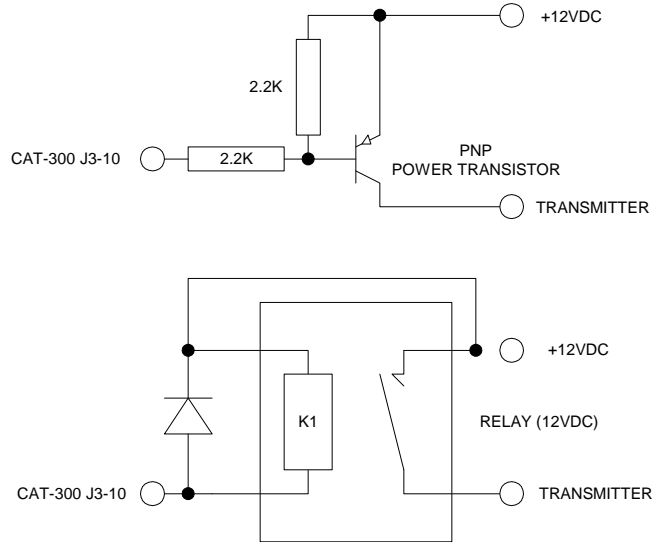 +12VDC
2.2K
CAT-300 J3-10
2.2K
PNP
POWER TRANSISTOR
TRANSMITTER
+12VDC
K1
RELAY (12VDC)
CAT-300 J3-10
TRANSMITTER